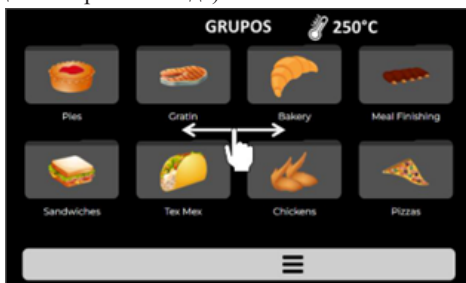 GRUPOS 250°C
Pies Gratin Bakery Meal Finishing
Sandwiches Tex Mex Chickens Pizzas